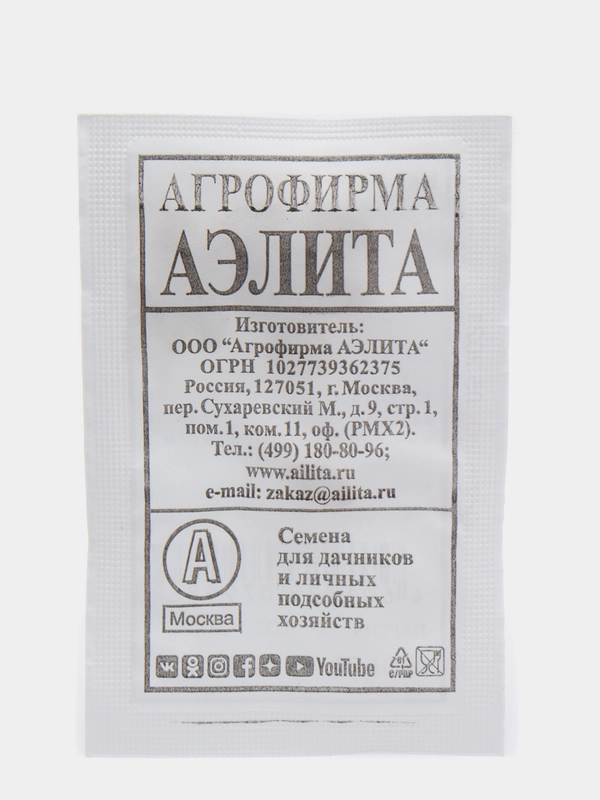 АГРОФИРМА
АЭЛИТА
Изготовитель:
ООО “Агрофирма АЭЛИТА“
ОГРН 1027739362375
Россия, 127051, г. Москва,
пер. Сухаревский М., д. 9, стр. 1,
пом. 1, ком. 11, оф. (РМХ2).
Тел.: (499) 180-80-96;
www.ailita.ru
e-mail: zakaz@ailita.ru
А
Москва
Семена
для дачников
и личных
подсобных
хозяйств
YouTube
81
C/PAP